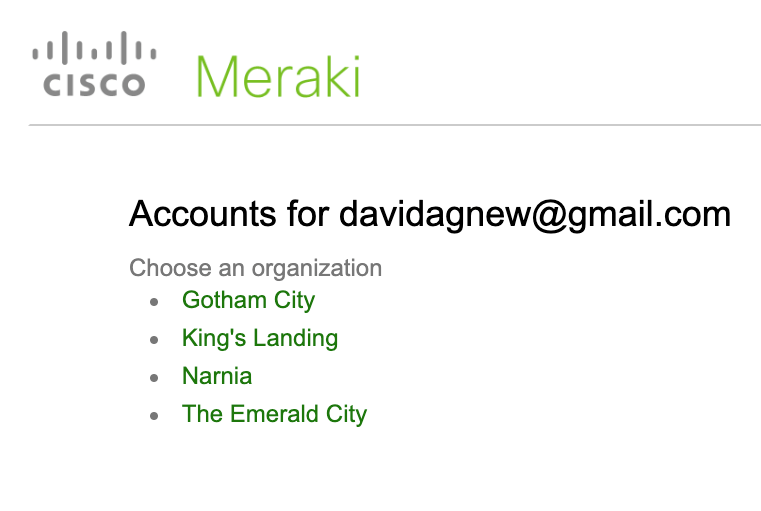 CISCO Meraki
Accounts for davidagnew@gmail.com
Choose an organization
Gotham City
King's Landing
Narnia
The Emerald City